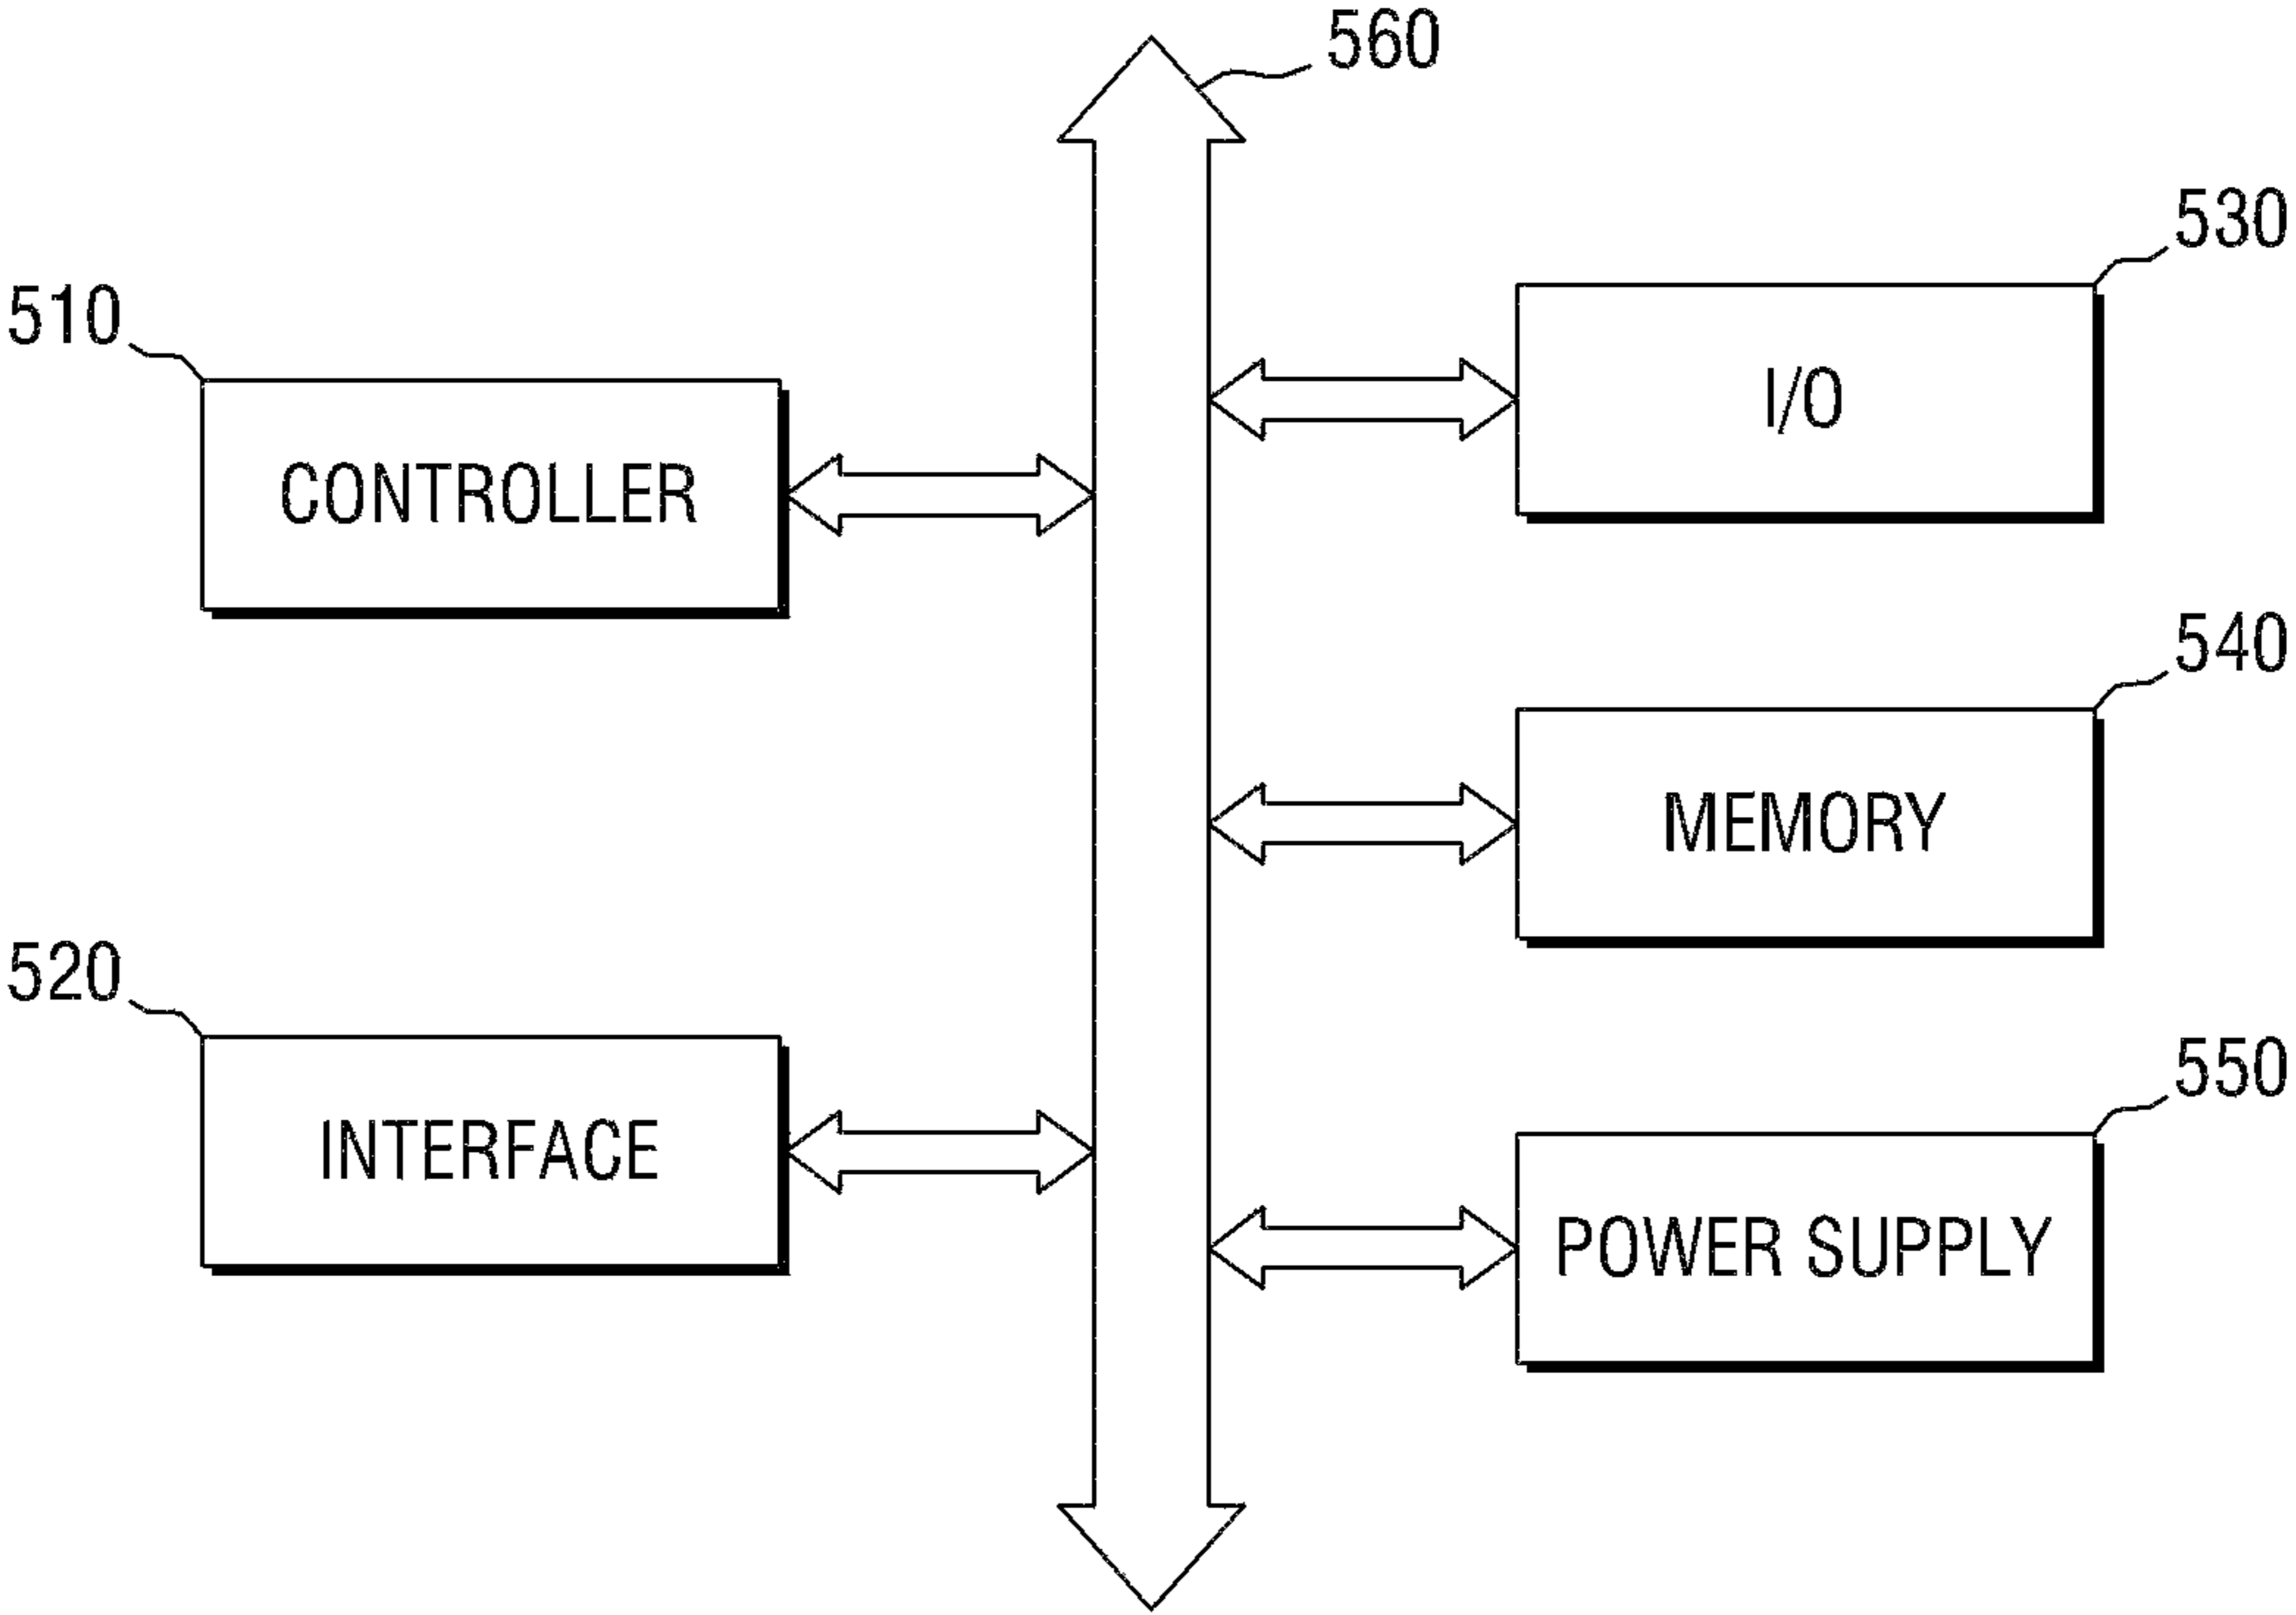 560
530
510
I/O
CONTROLLER
540
MEMORY
520
550
INTERFACE
POWER SUPPLY